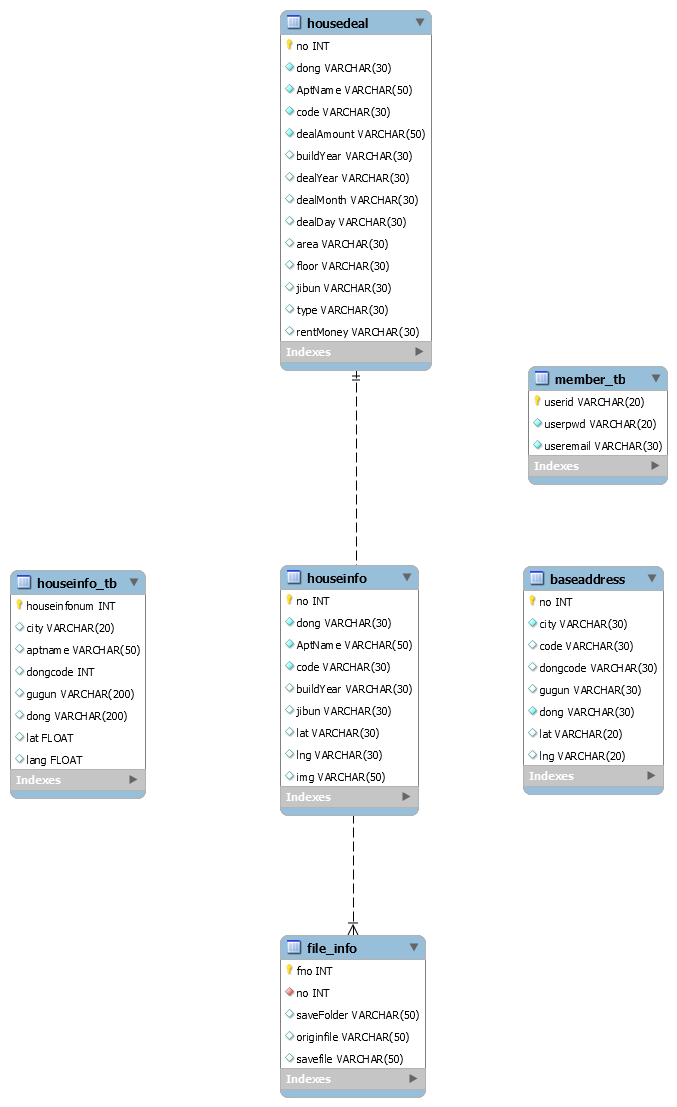 housedeal
no INT
dong VARCHAR(30)
AptName VARCHAR(50)
code VARCHAR(30)
dealAmount VARCHAR(50)
buildYear VARCHAR(30)
dealYear VARCHAR(30)
dealMonth VARCHAR(30)
dealDay VARCHAR(30)
area VARCHAR(30)
floor VARCHAR(30)
jibun VARCHAR(30)
type VARCHAR(30)
rentMoney VARCHAR(30)
Indexes
member_tb
userid VARCHAR(20)
userpwd VARCHAR(20)
useremail VARCHAR(30)
Indexes
houseinfo_tb
houseinfonum INT
city VARCHAR(20)
aptname VARCHAR(50)
dongcode INT
gugun VARCHAR(200)
dong VARCHAR(200)
lat FLOAT
lang FLOAT
Indexes
houseinfo
no INT
dong VARCHAR(30)
AptName VARCHAR(50)
code VARCHAR(30)
buildYear VARCHAR(30)
jibun VARCHAR(30)
lat VARCHAR(30)
lng VARCHAR(30)
img VARCHAR(50)
Indexes
baseaddress
no INT
city VARCHAR(30)
code VARCHAR(30)
dongcode VARCHAR(30)
gugun VARCHAR(30)
dong VARCHAR(30)
lat VARCHAR(20)
lng VARCHAR(20)
Indexes
file_info
fno INT
no INT
saveFolder VARCHAR(50)
originfile VARCHAR(50)
savefile VARCHAR(50)
Indexes